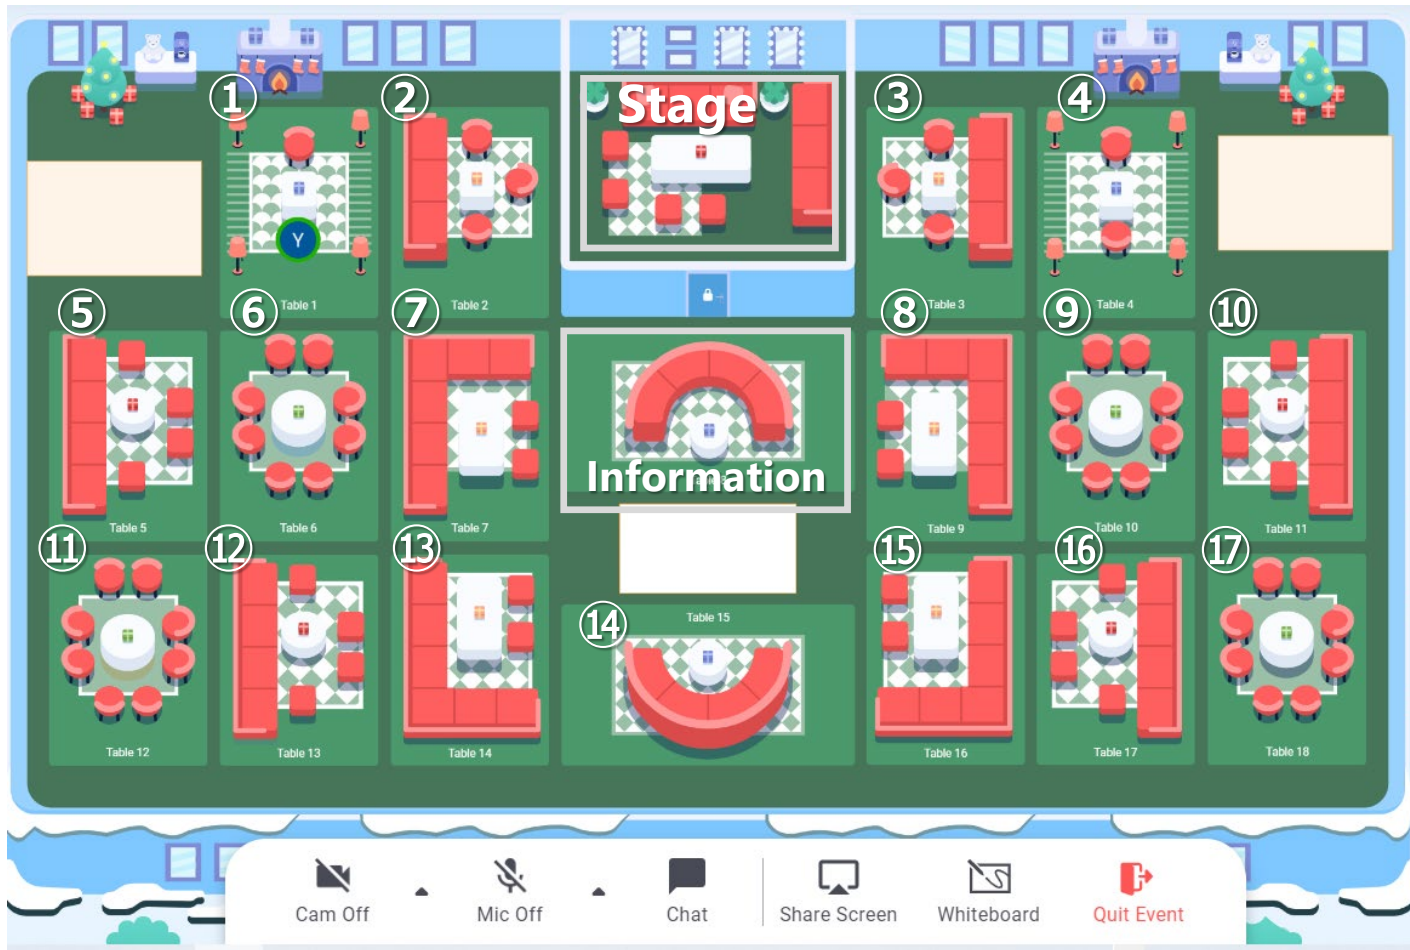 ① ② Stage ③ ④
Y
Table 1 Table 2 Table 3 Table 4
⑤ ⑥ ⑦ ⑧ ⑨ ⑩
Information
Table 5 Table 6 Table 7 Table 9 Table 10 Table 11
⑪ ⑫ ⑬ ⑮ ⑯ ⑰
⑭ Table 15
Table 12 Table 13 Table 14 Table 16 Table 17 Table 18
Cam Off Mic Off Chat Share Screen Whiteboard Quit Event